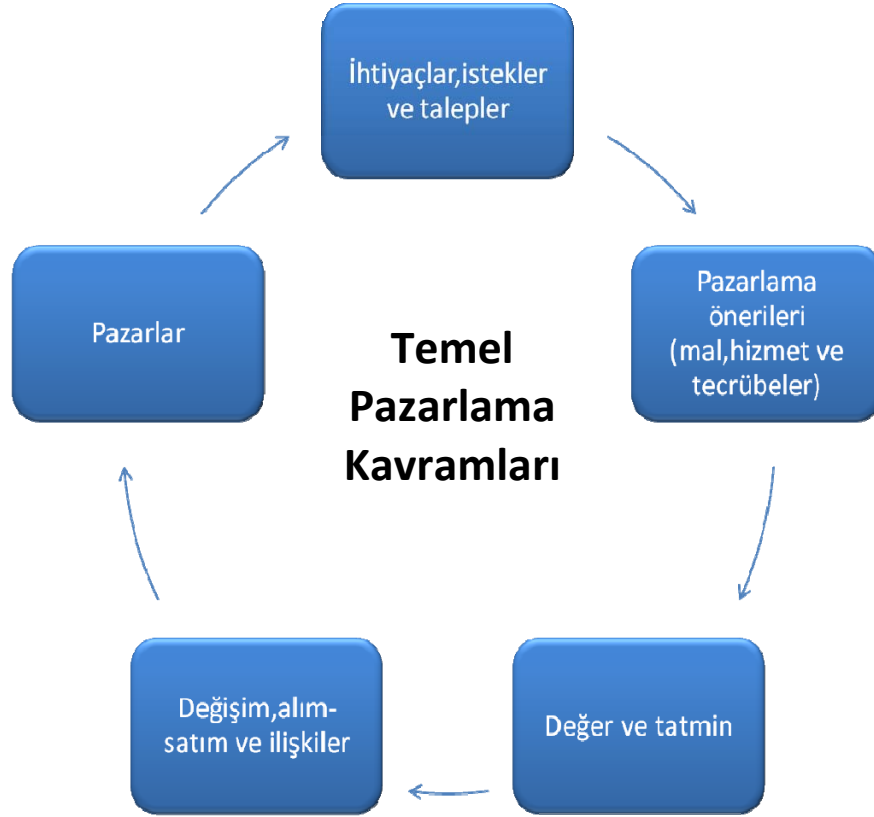 İhtiyaçlar,istekler
ve talepler
Pazarlama
önerileri
(mal,hizmet ve
tecrübeler)
Değer ve tatmin
Değişim,alım-
satım ve ilişkiler
Pazarlar
Temel
Pazarlama
Kavramları